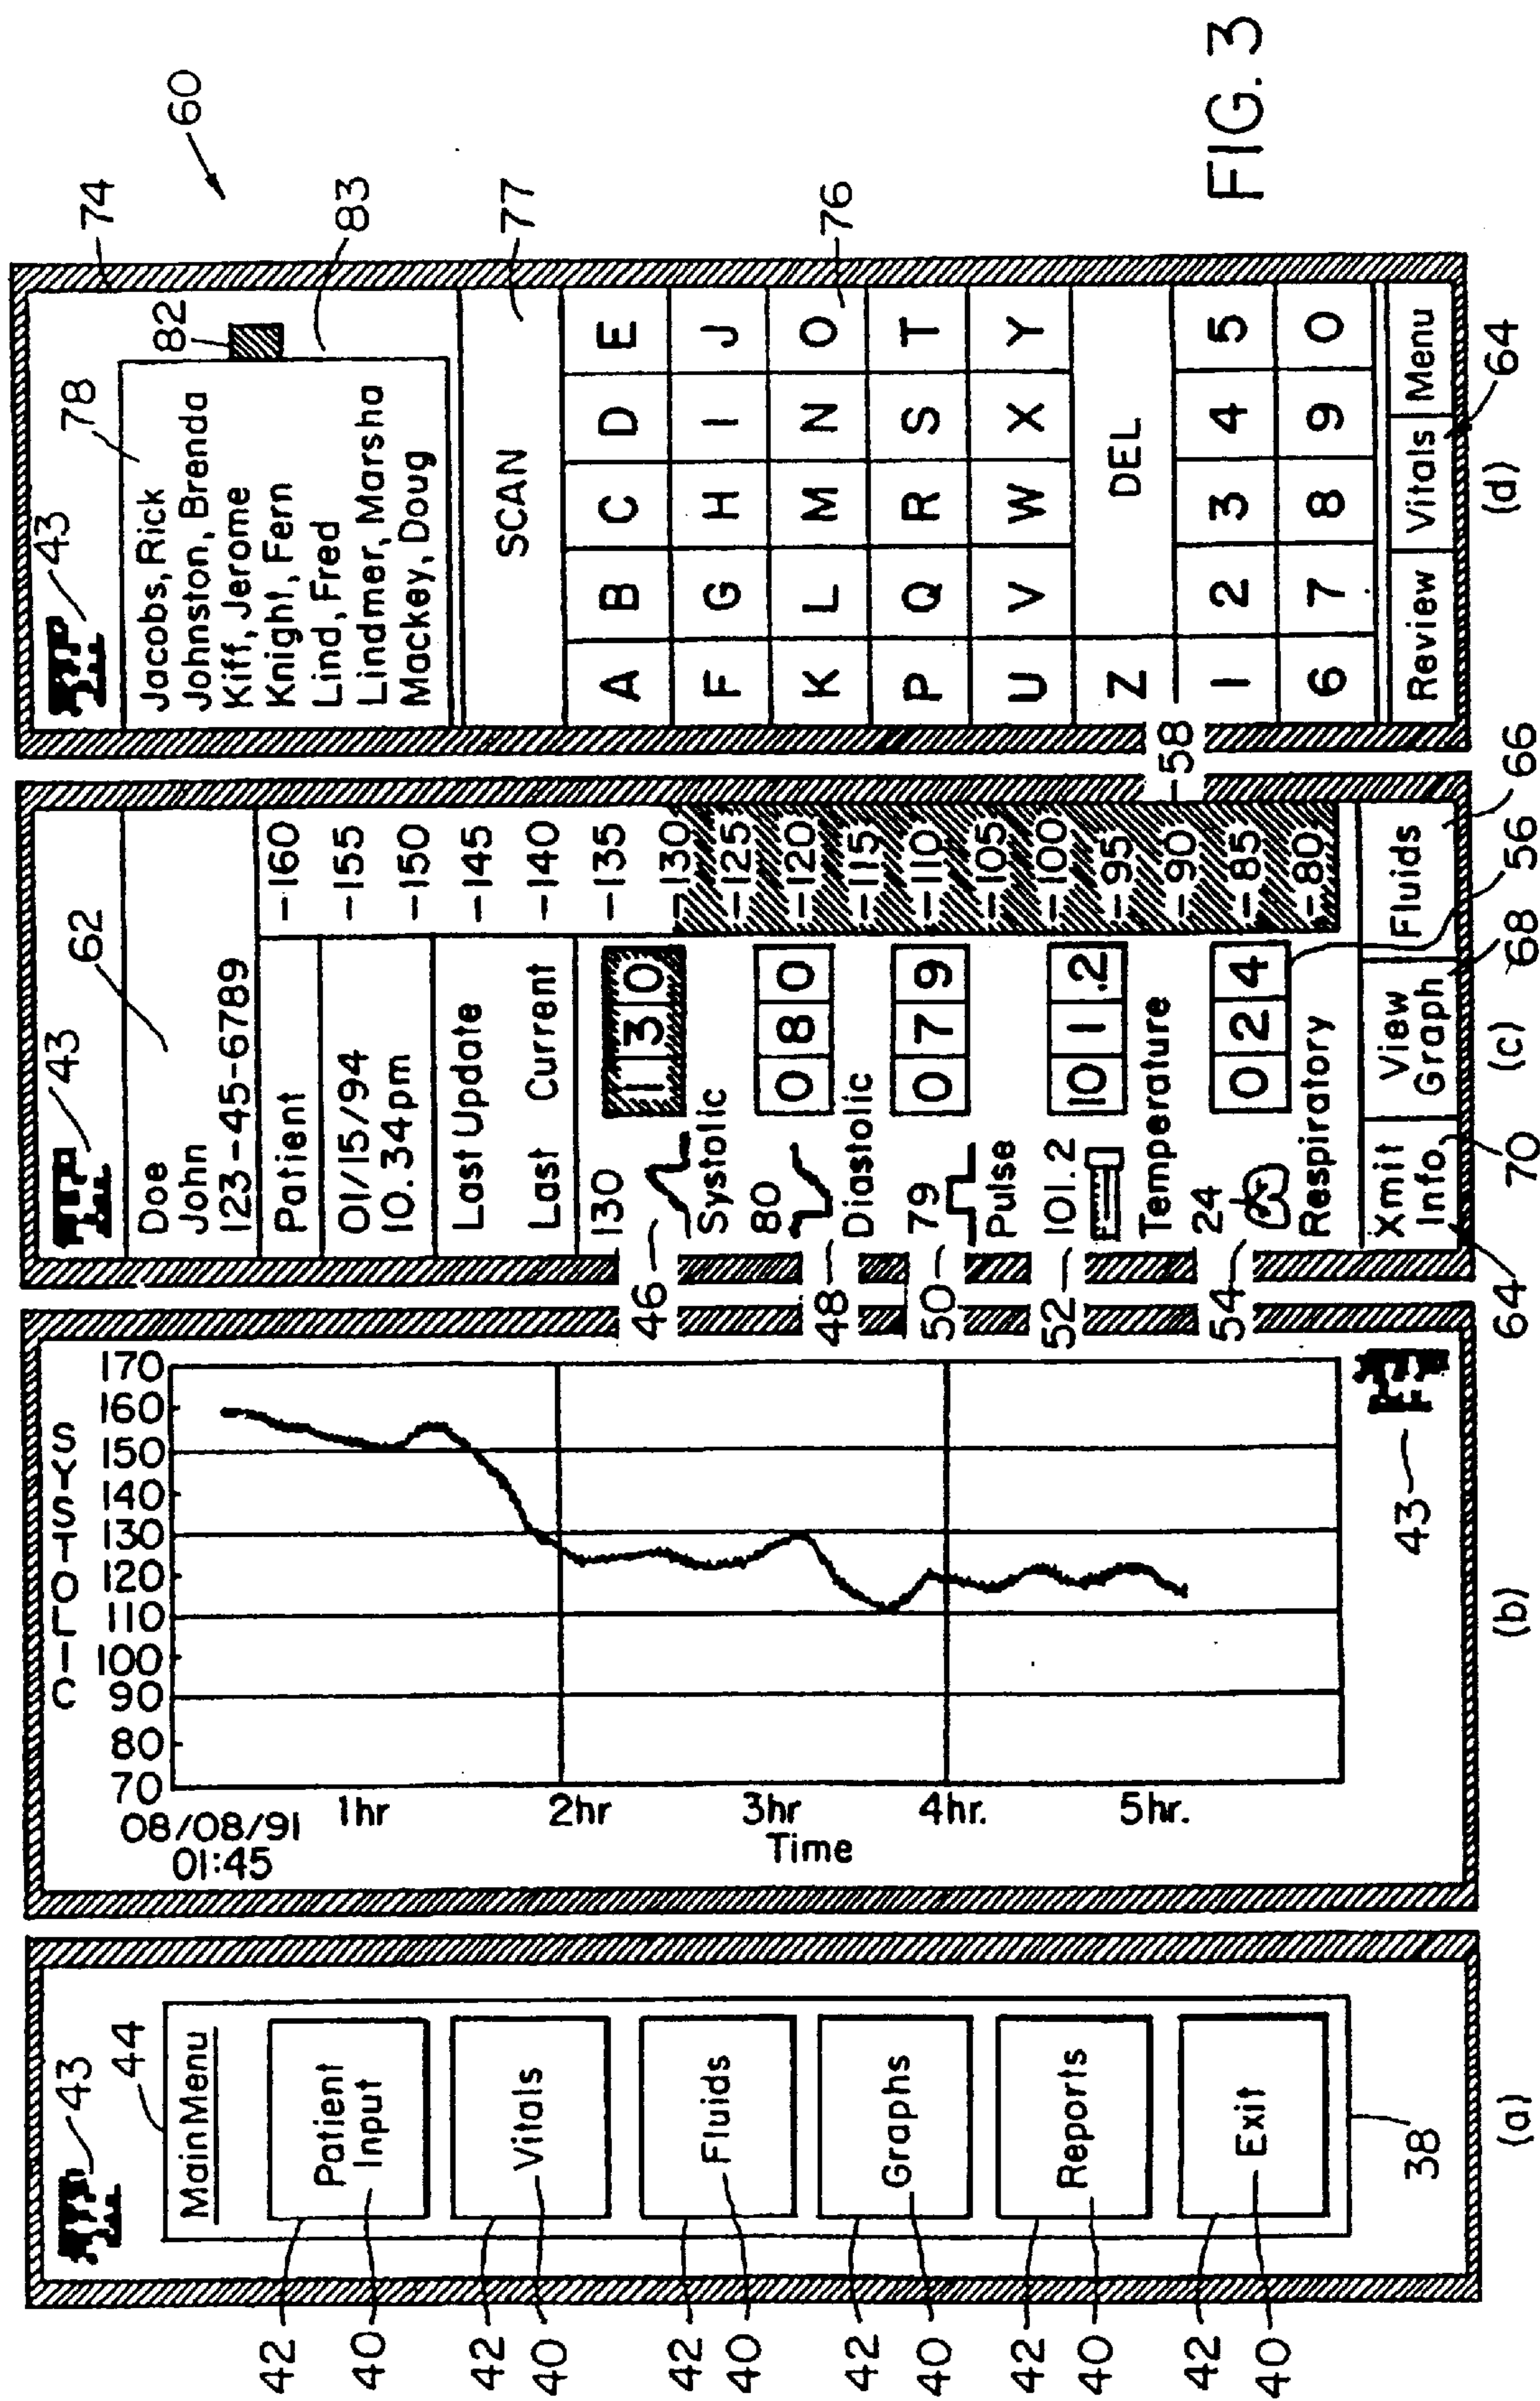 43
44
Main Menu
42
40
Patient
Input
42
40
Vitals
42
40
Fluids
42
40
Graphs
42
40
Reports
42
40
Exit
38
(a)
SYSTOLIC
170
160
150
140
130
120
110
100
90
80
70
08/08/91
01:45
1hr
2hr
3hr
4hr.
5hr.
Time
43
(b)
43
62
Doe
John
123-45-6789
Patient
01/15/94
10.34pm
Last Update
Last Current
130
130
46
Systolic
80
080
48
Diastolic
79
079
50
Pulse
101.2
101.2
52
Temperature
24
024
54
Respiratory
-160
-155
-150
-145
-140
-135
-130
-125
-120
-115
-110
-105
-100
-95
-90
-85
-80
58
Xmit
Info.
View
Graph
Fluids
64
70
68
56
66
(c)
43
78
74
60
82
83
Jacobs, Rick
Johnston, Brenda
Kiff, Jerome
Knight, Fern
Lind, Fred
Lindmer, Marsha
Mackey, Doug
SCAN
77
A B C D E
F G H I J
K L M N O
76
P Q R S T
U V W X Y
Z DEL
1 2 3 4 5
6 7 8 9 0
Review Vitals Menu
64
(d)
FIG. 3